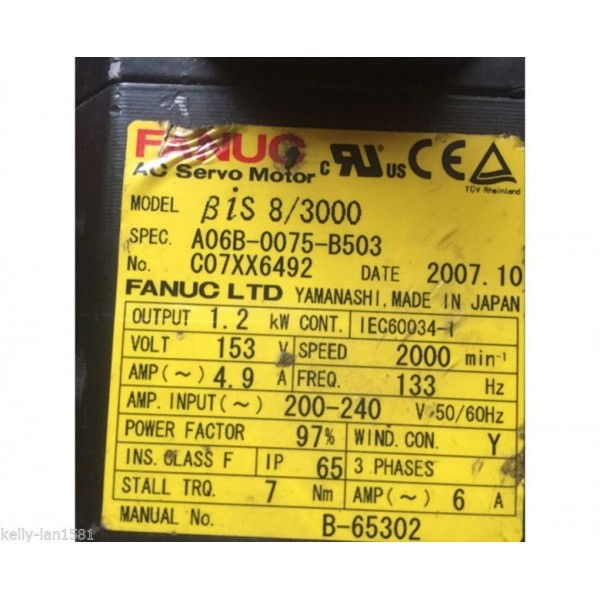 FANUC
AC Servo Motor c RU us CE TÜV Rheinland
MODEL βiS 8/3000
SPEC. A06B-0075-B503
No. C07XX6492 DATE 2007.10
FANUC LTD YAMANASHI, MADE IN JAPAN
OUTPUT 1.2 kW CONT. IEC60034-1
VOLT 153 V SPEED 2000 min-1
AMP(~) 4.9 A FREQ. 133 Hz
AMP. INPUT(~) 200-240 V 50/60Hz
POWER FACTOR 97% WIND. CON. Y
INS. CLASS F IP 65 3 PHASES
STALL TRQ. 7 Nm AMP(~) 6 A
MANUAL No. B-65302
kelly-lan1581